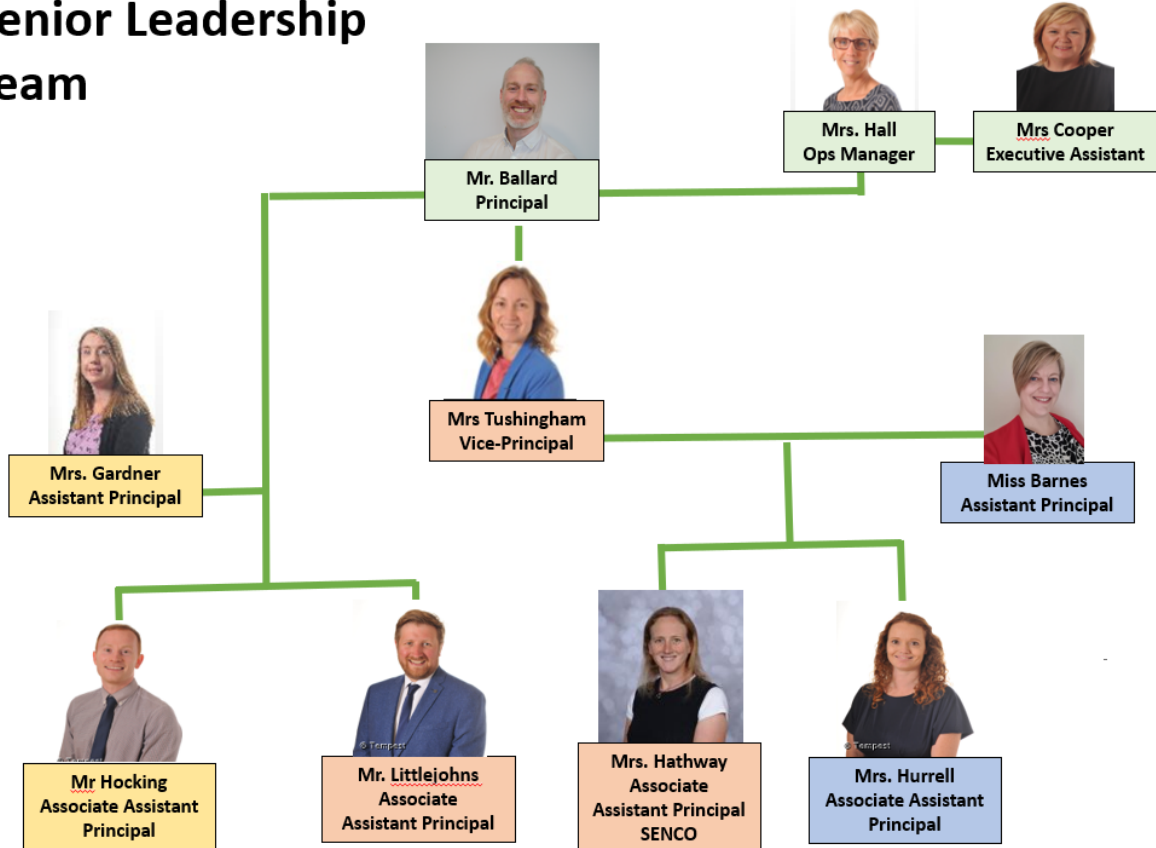 enior Leadership
eam
Mrs. Hall
Ops Manager
Mrs Cooper
Executive Assistant
Mr. Ballard
Principal
Mrs Tushingham
Vice-Principal
Mrs. Gardner
Assistant Principal
Miss Barnes
Assistant Principal
© Tempest
© Tempest
Mr Hocking
Associate Assistant
Principal
Mr. Littlejohns
Associate
Assistant Principal
Mrs. Hathway
Associate
Assistant Principal
SENCO
Mrs. Hurrell
Associate Assistant
Principal